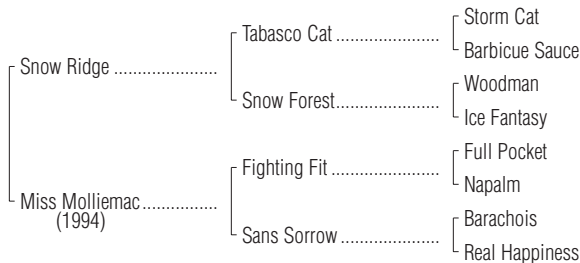 Storm Cat
Tabasco Cat ......................
Barbicue Sauce
Snow Ridge ......................
Woodman
Snow Forest......................
Ice Fantasy
Full Pocket
Fighting Fit ......................
Napalm
Miss Molliemac................
(1994)
Barachois
Sans Sorrow .....................
Real Happiness